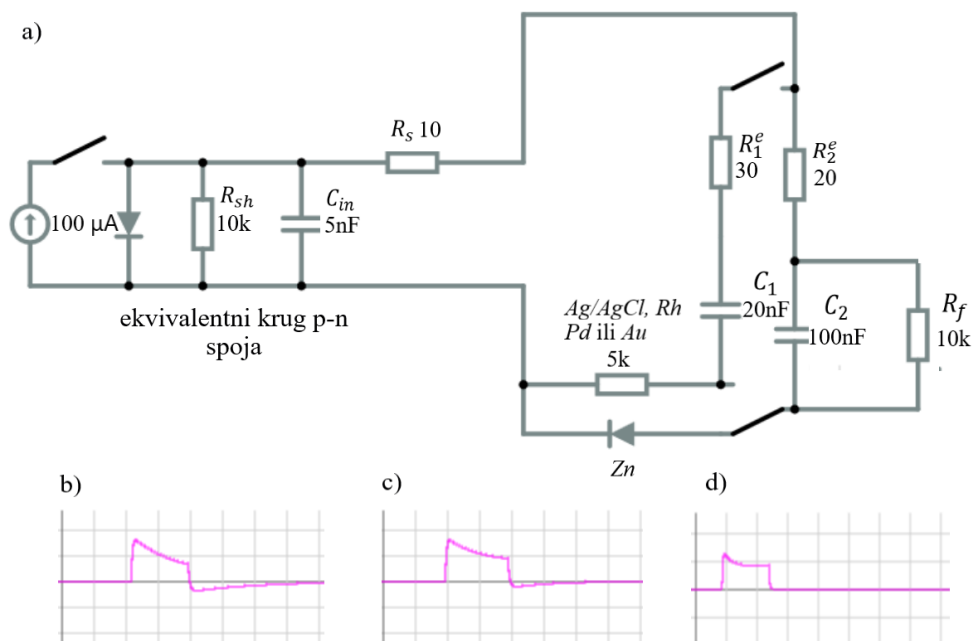 a)
R_s 10
R_1^e
30
R_2^e
20
100 µA
R_sh
10k
C_in
5nF
ekvivalentni krug p-n
spoja
Ag/AgCl, Rh
Pd ili Au
5k
C_1
20nF
C_2
100nF
R_f
10k
Zn
b)
c)
d)